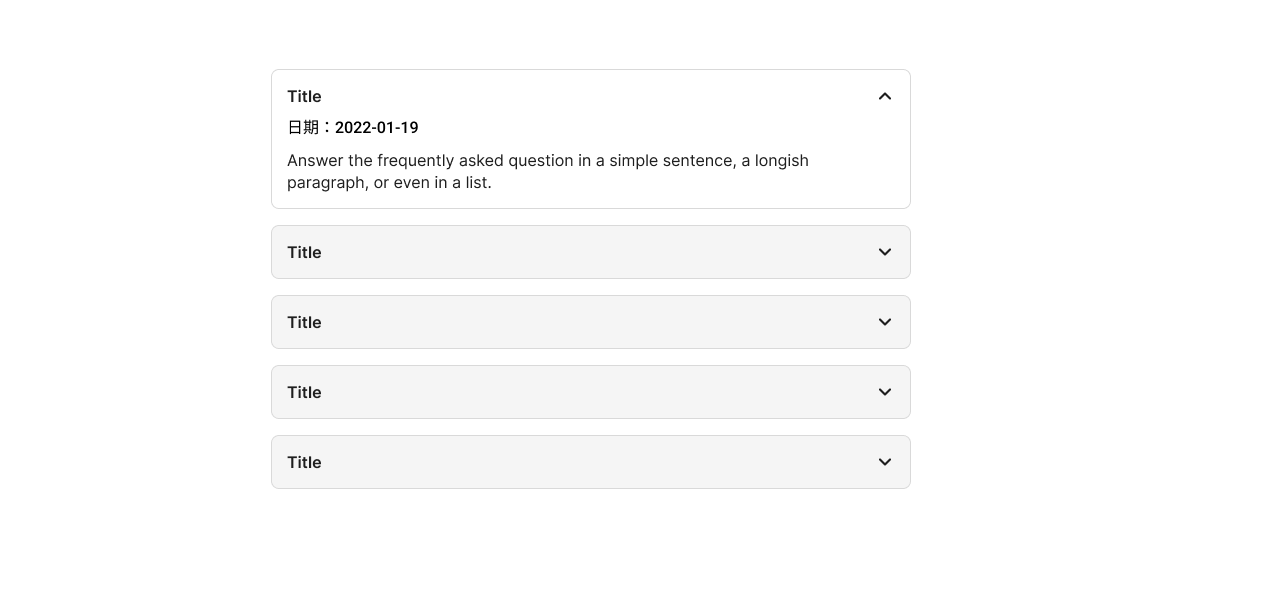 Title
日期：2022-01-19
Answer the frequently asked question in a simple sentence, a longish
paragraph, or even in a list.
Title
Title
Title
Title